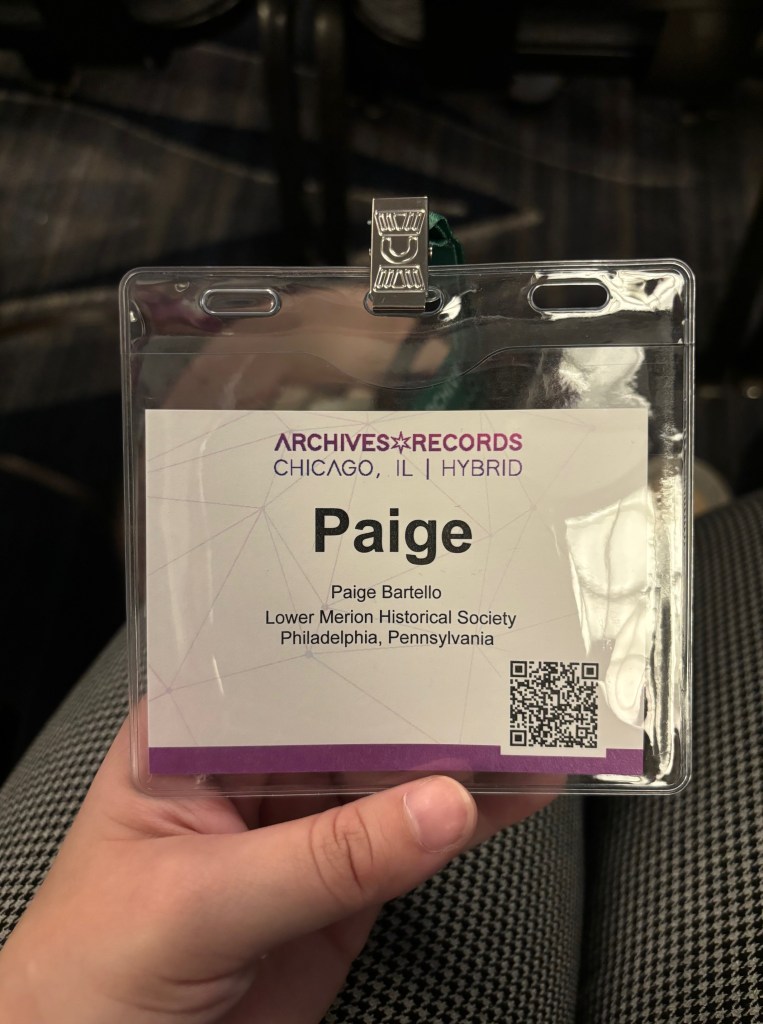 ARCHIVES RECORDS
CHICAGO, IL | HYBRID
Paige
Paige Bartello
Lower Merion Historical Society
Philadelphia, Pennsylvania